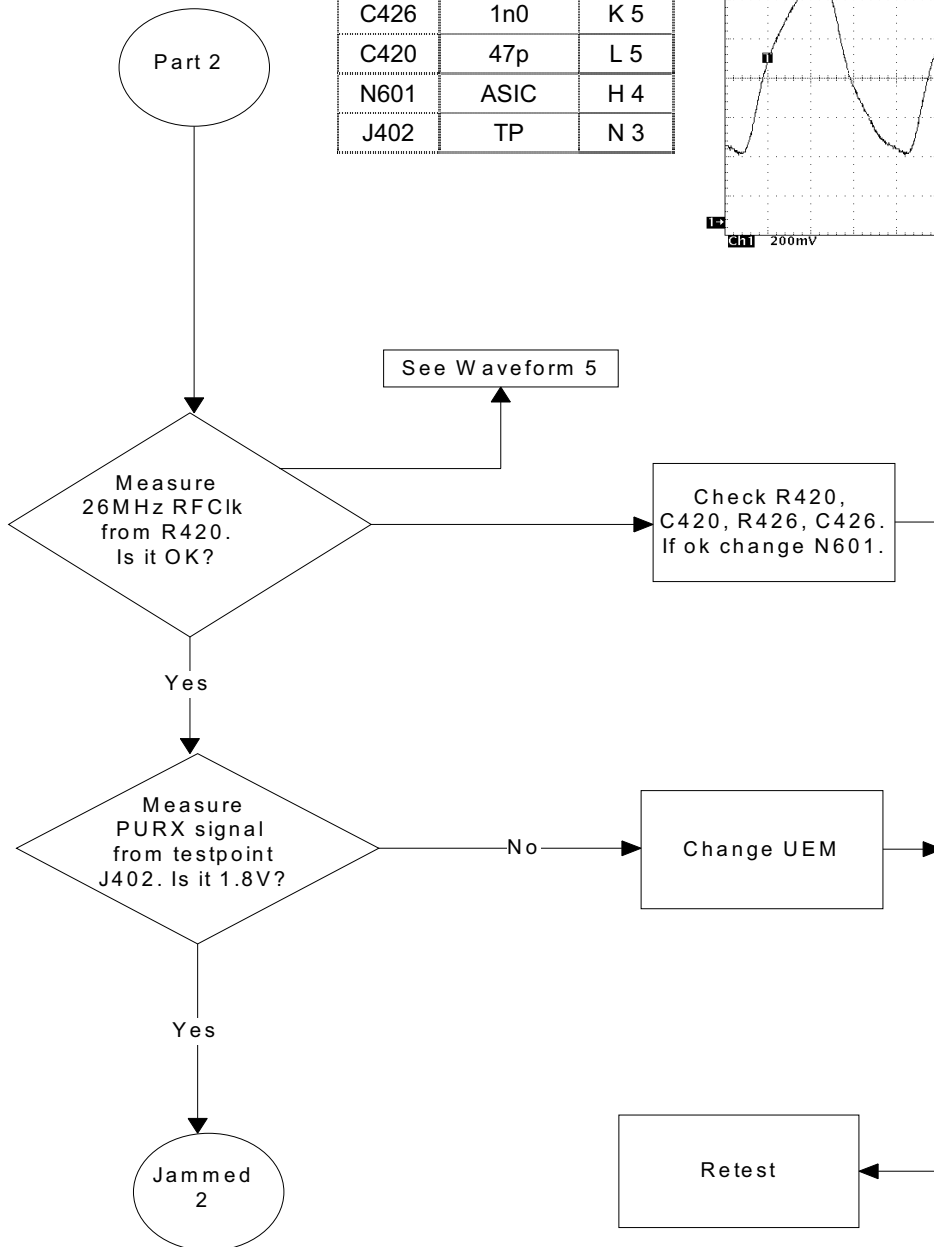 C426 1n0 K 5
C420 47p L 5
N601 ASIC H 4
J402 TP N 3
1
1
Ch1 200mV
Part 2
See Waveform 5
Measure
26MHz RFClk
from R420.
Is it OK?
Check R420,
C420, R426, C426.
If ok change N601.
Yes
Measure
PURX signal
from testpoint
J402. Is it 1.8V?
No
Change UEM
Yes
Jammed
2
Retest